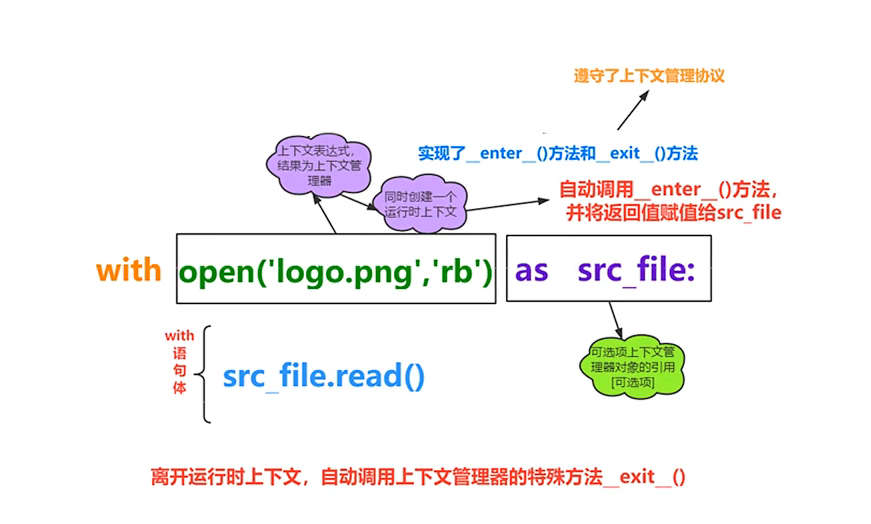 遵守了上下文管理协议
实现了__enter__()方法和__exit__()方法
上下文表达式，
结果为上下文管
理器
同时创建一个
运行时上下文
自动调用__enter__()方法，
并将返回值赋值给src_file
with open('logo.png','rb') as src_file:
with
语
句
体
src_file.read()
可选项上下文管
理器对象的引用
[可选项]
离开运行时上下文，自动调用上下文管理器的特殊方法__exit__()